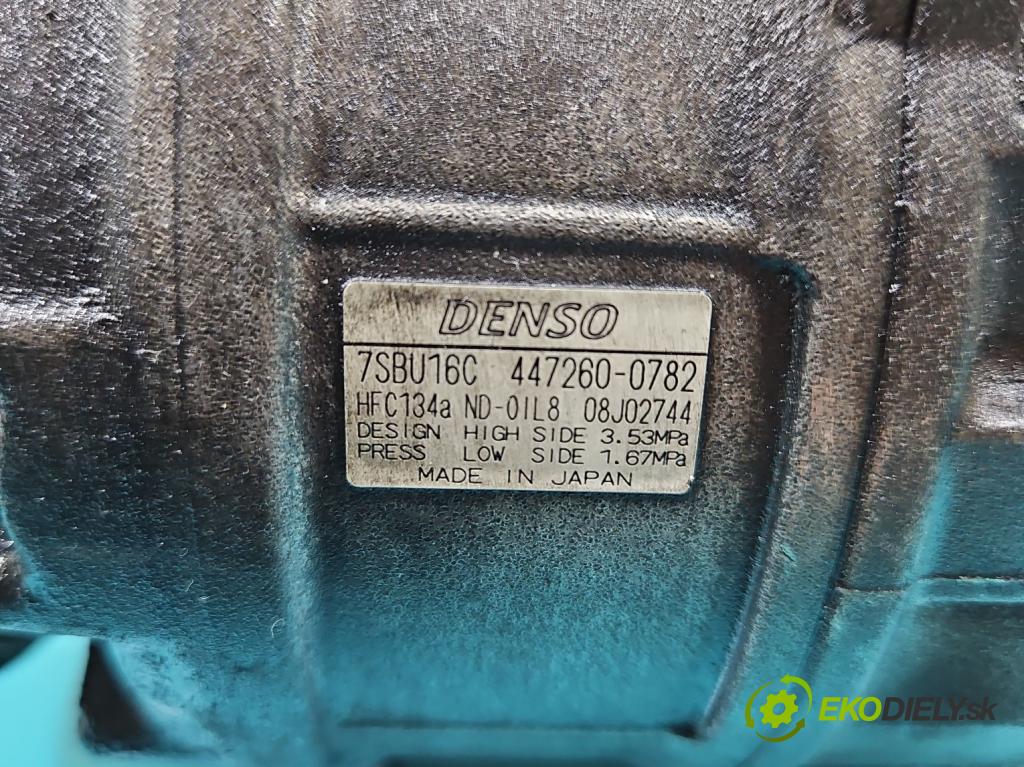 DENSO
7SBU16C 447260-0782
HFC134a ND-OIL8 08J02744
DESIGN HIGH SIDE 3.53MPa
PRESS LOW SIDE 1.67MPa
MADE IN JAPAN
EKODIELY.sk